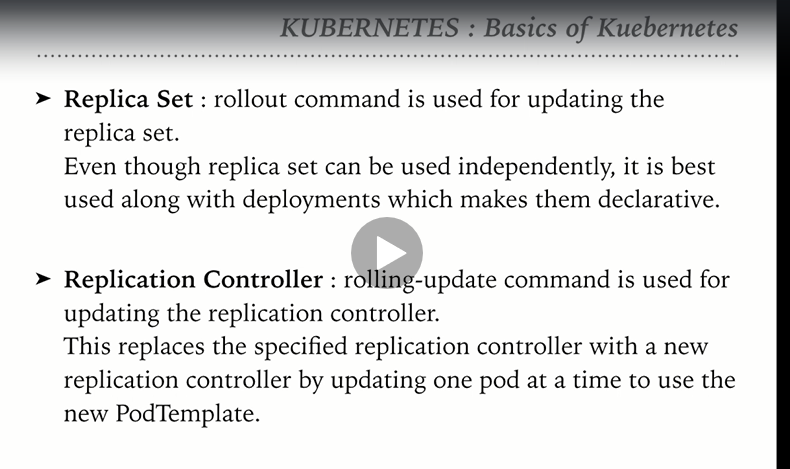 KUBERNETES : Basics of Kuebernetes
➤ Replica Set : rollout command is used for updating the
replica set.
Even though replica set can be used independently, it is best
used along with deployments which makes them declarative.
➤ Replication Controller : rolling-update command is used for
updating the replication controller.
This replaces the specified replication controller with a new
replication controller by updating one pod at a time to use the
new PodTemplate.